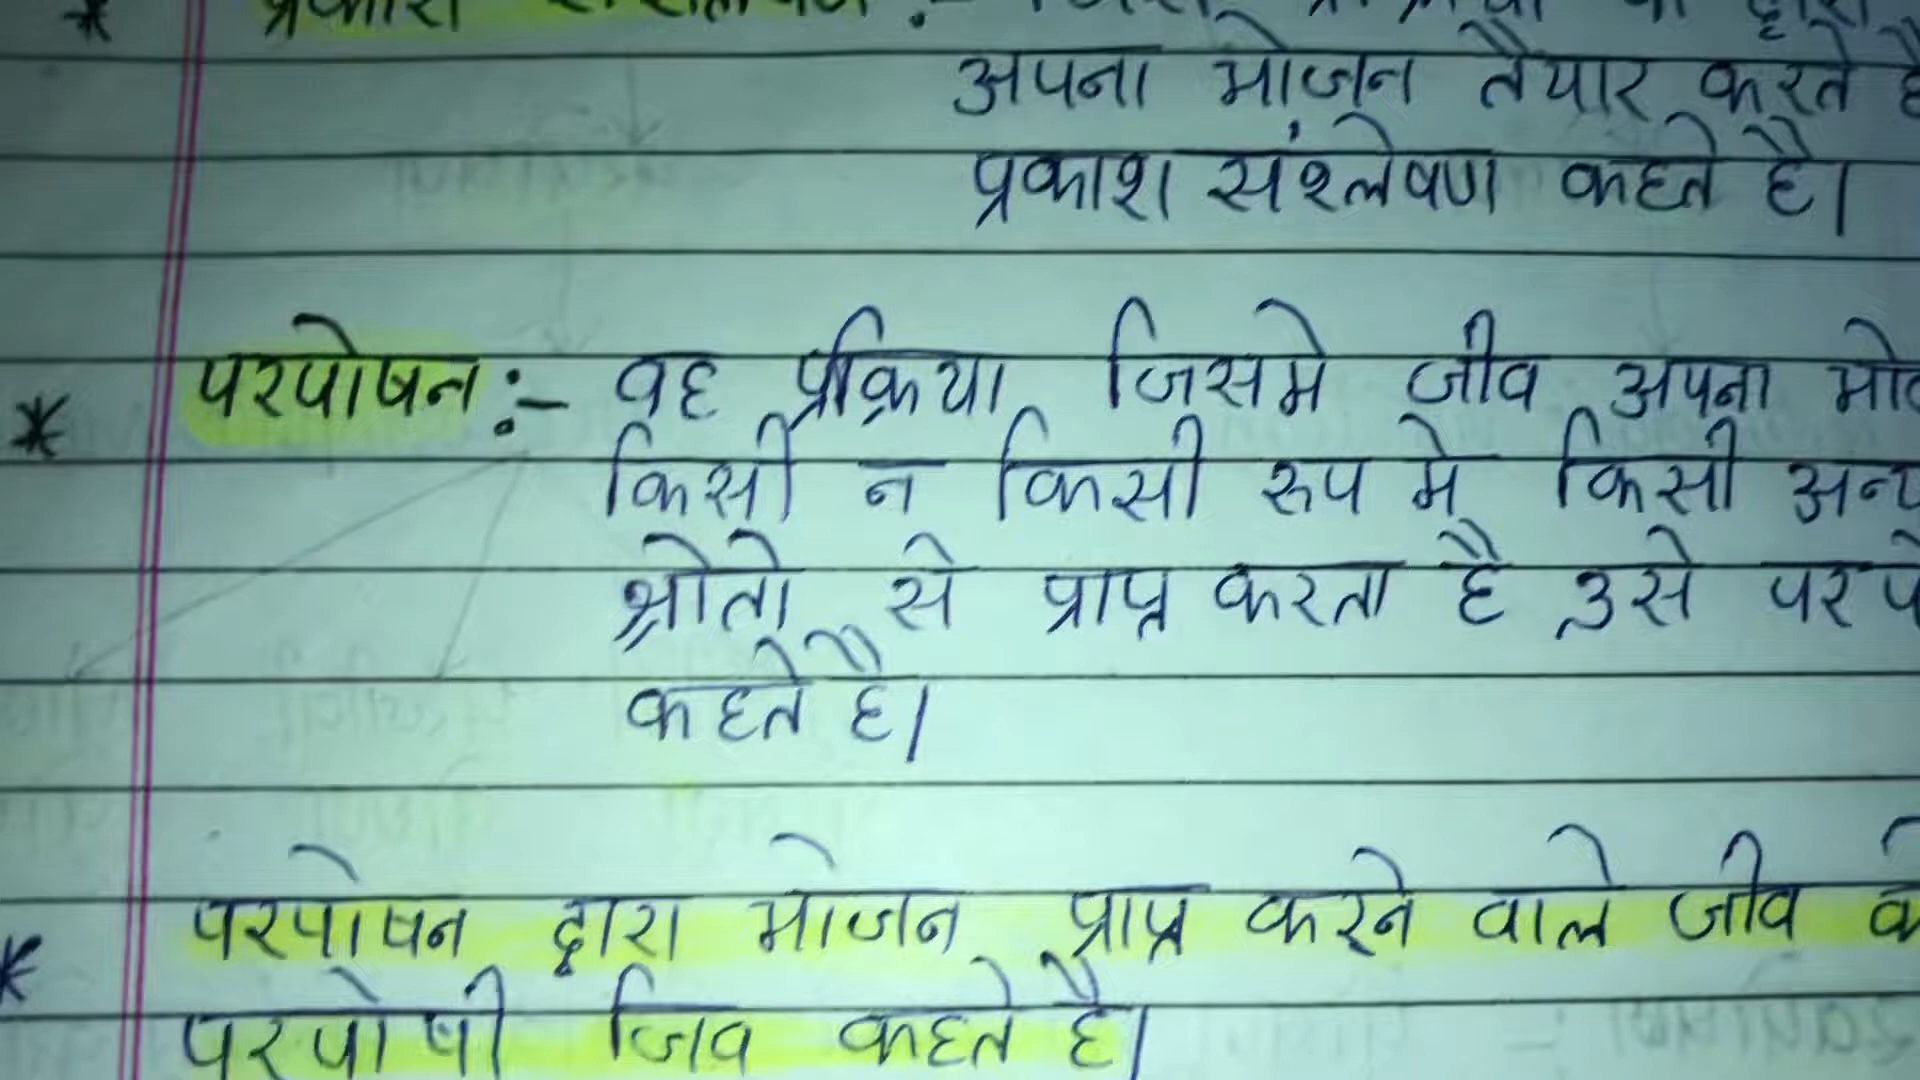 अपना भोजन तैयार करते
प्रकाश संश्लेषण कहते है।
* परपोषन :- वह प्रक्रिया जिसमे जीव अपना
किसी न किसी रूप मे किसी अन्य
श्रोतो से प्राप्त करता है उसे
कहते है।
* परपोषन द्वारा भोजन प्राप्त करने वाले जीव
परपोषी जिव कहते है।